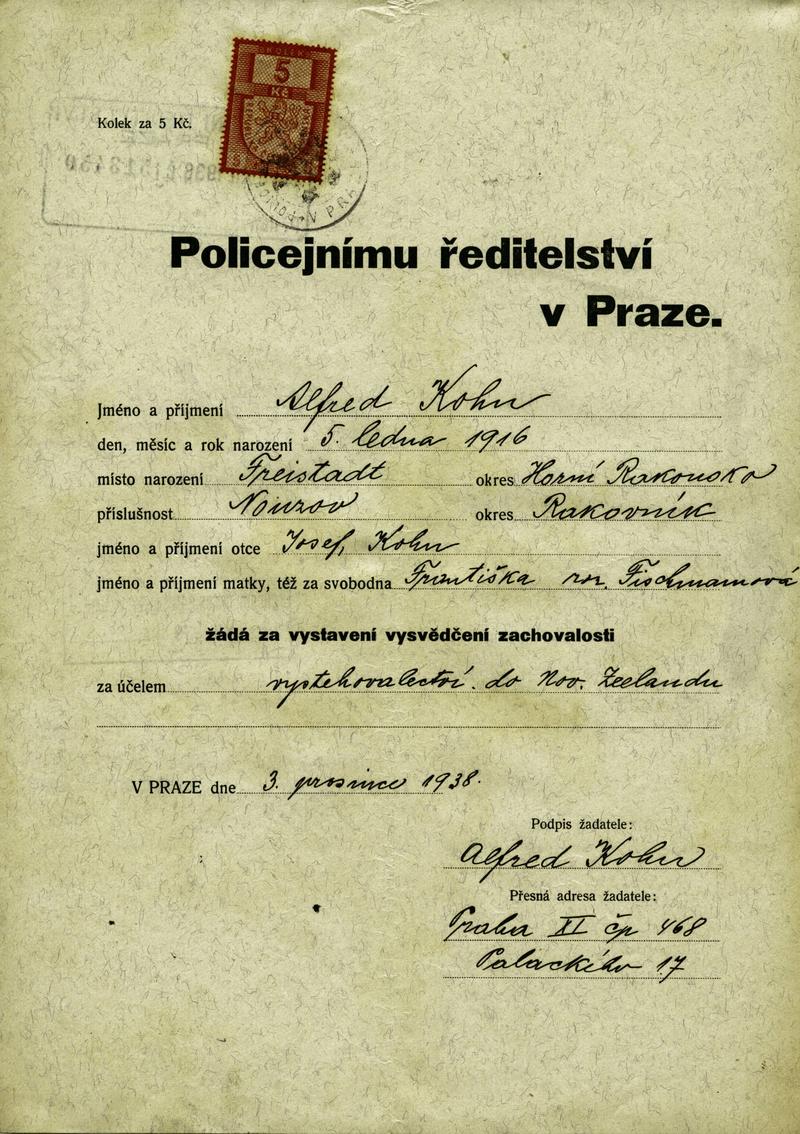 KOLEK
5
Kč
Kolek za 5 Kč.
Policejnímu ředitelství
v Praze.
Jméno a příjmení Alfred Kohn
den, měsíc a rok narození 5. ledna 1916
místo narození Freistadt okres Horní Rakousko
příslušnost Nouzov okres Rakovník
jméno a příjmení otce Josef Kohn
jméno a příjmení matky, též za svobodna Františka roz. Fischmannová
žádá za vystavení vysvědčení zachovalosti
za účelem vystěhovalectví do Nov. Zeelandu
V PRAZE dne 3. prosince 1938.
Podpis žadatele:
Alfred Kohn
Přesná adresa žadatele:
Praha XI čp 468
Palackého 17